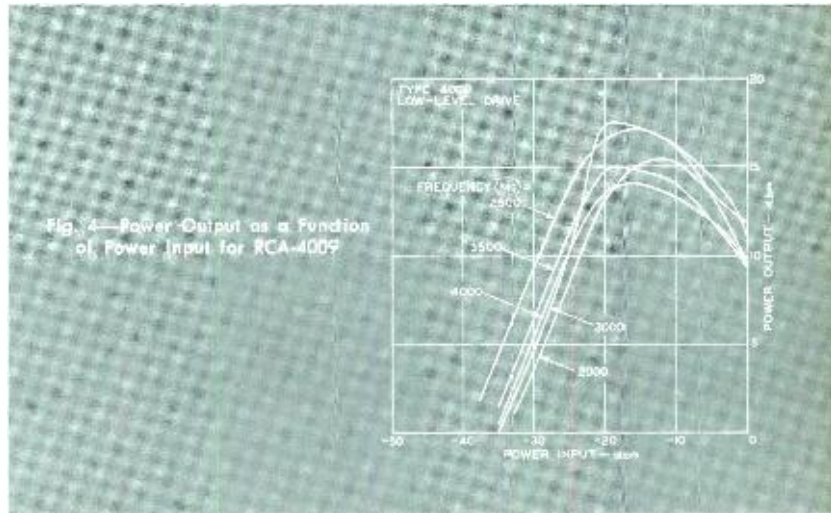 Fig. 4—Power Output as a Function
of Power Input for RCA-4009
TYPE 4009
LOW-LEVEL DRIVE
FREQUENCY (Mc)=
2500
3500
4000
3000
2000
20
15
10
5
0
POWER OUTPUT—dbm
-50
-40
-30
-20
-10
POWER INPUT—dbm